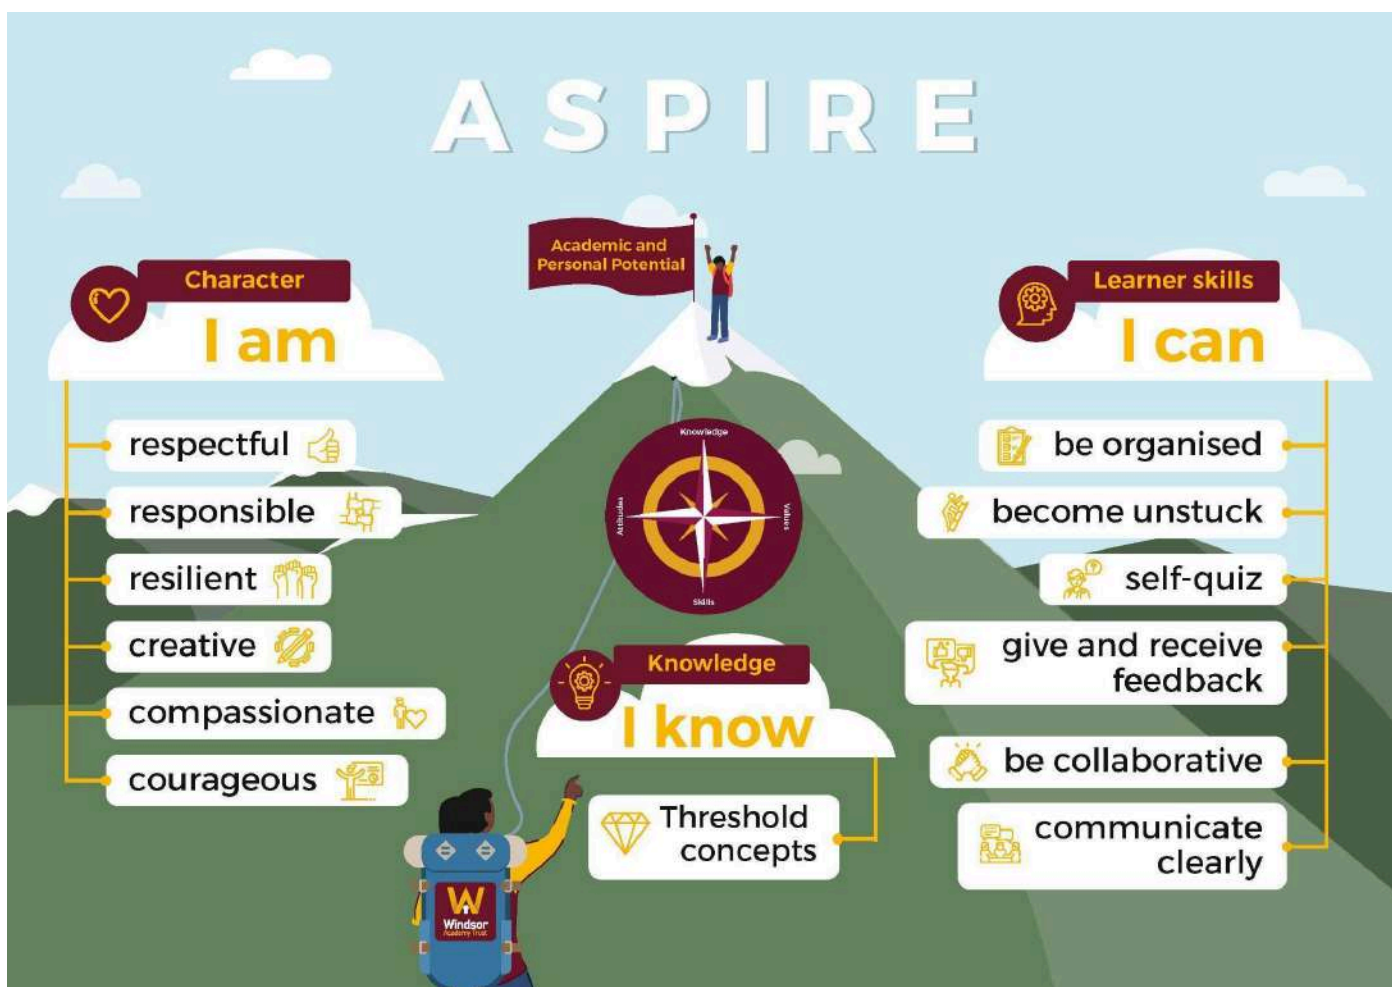 ASPIRE
Academic and
Personal Potential
Character
I am
respectful
responsible
resilient
creative
compassionate
courageous
Knowledge
Attitudes
Values
Skills
Knowledge
I know
Threshold
concepts
Learner skills
I can
be organised
become unstuck
self-quiz
give and receive
feedback
be collaborative
communicate
clearly
W
Windsor
Academy Trust